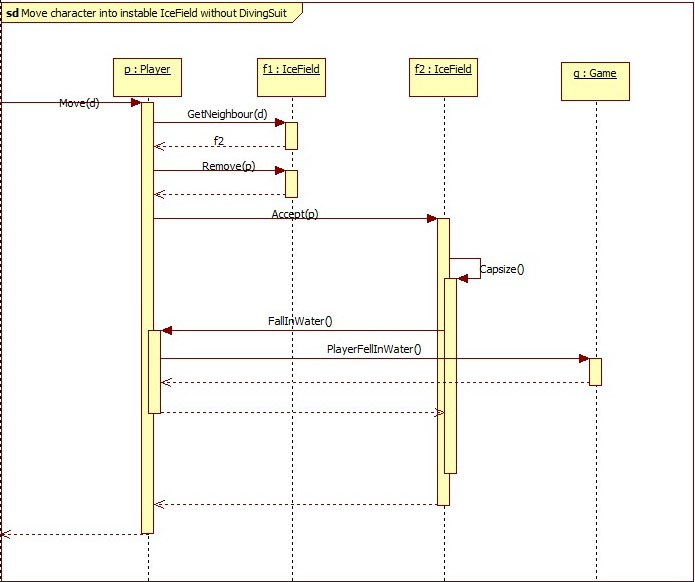 sd Move character into instable IceField without DivingSuit
p : Player
f1 : IceField
f2 : IceField
g : Game
Move(d)
GetNeighbour(d)
f2
Remove(p)
Accept(p)
Capsize()
FallInWater()
PlayerFellInWater()